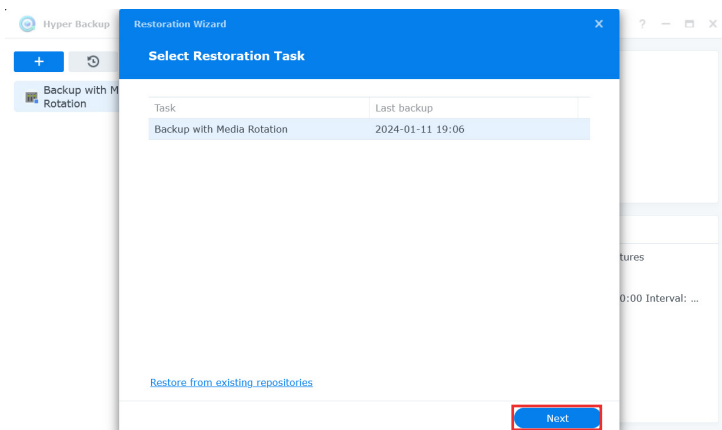 Hyper Backup
Restoration Wizard
Select Restoration Task
Backup with M
Rotation
Task Last backup
Backup with Media Rotation 2024-01-11 19:06
tures
0:00 Interval: ...
Restore from existing repositories
Next